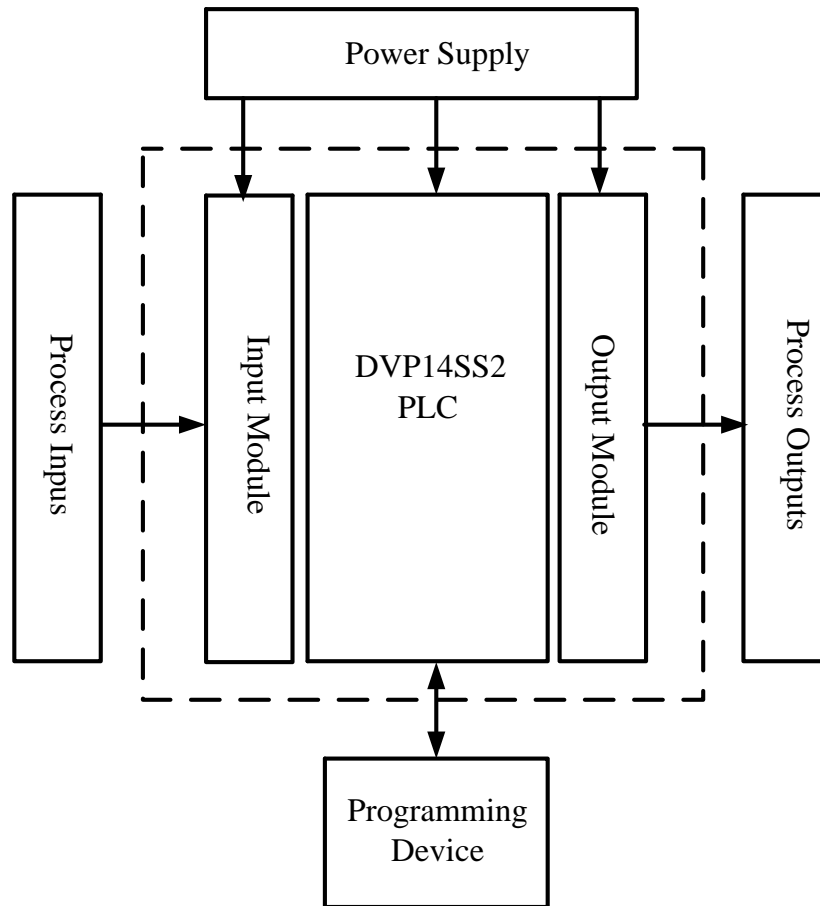 Power Supply
Process Inpus
Input Module
DVP14SS2
PLC
Output Module
Process Outputs
Programming
Device